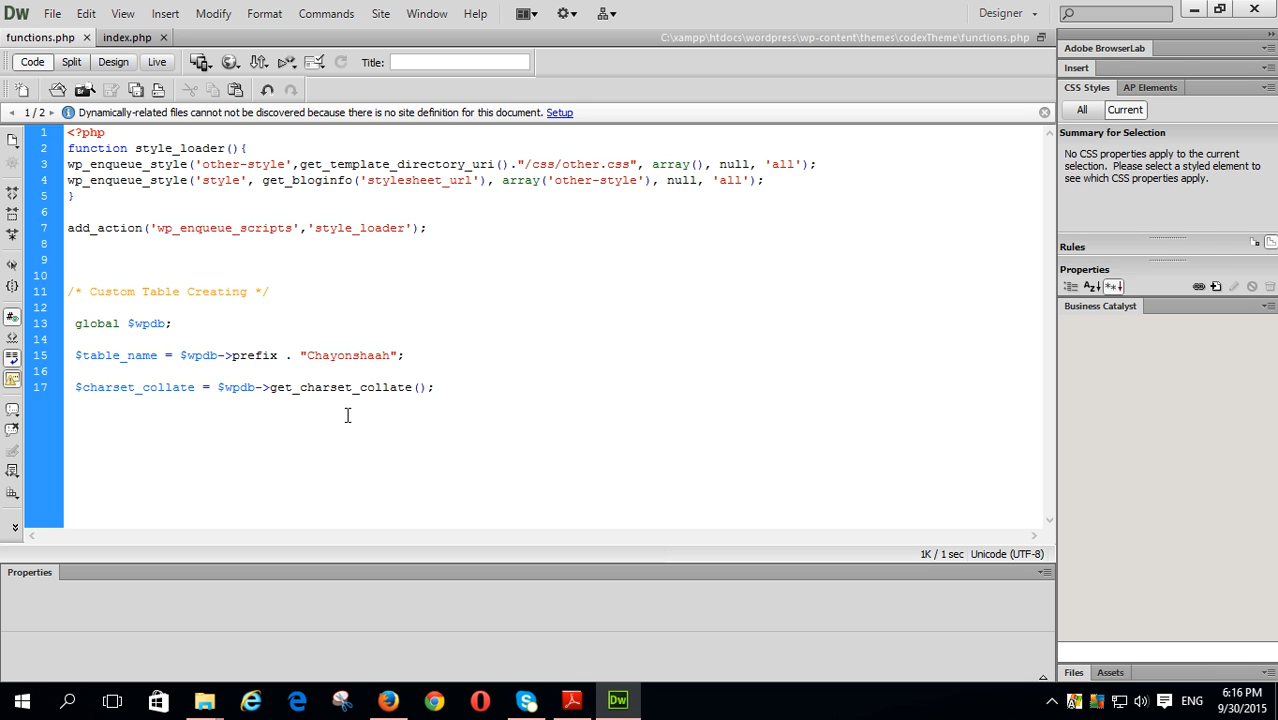 Dw File Edit View Insert Modify Format Commands Site Window Help Designer
functions.php × index.php × C:\xampp\htdocs\wordpress\wp-content\themes\codexTheme\functions.php
Code Split Design Live Title:
1 / 2 Dynamically-related files cannot not be discovered because there is no site definition for this document. Setup
1 <?php
2 function style_loader(){
3 wp_enqueue_style('other-style',get_template_directory_uri()."/css/other.css", array(), null, 'all');
4 wp_enqueue_style('style', get_bloginfo('stylesheet_url'), array('other-style'), null, 'all');
5 }
6
7 add_action('wp_enqueue_scripts','style_loader');
8
9
10
11 /* Custom Table Creating */
12
13 global $wpdb;
14
15 $table_name = $wpdb->prefix . "Chayonshaah";
16
17 $charset_collate = $wpdb->get_charset_collate();
1K / 1 sec Unicode (UTF-8)
Properties
Adobe BrowserLab
Insert
CSS Styles AP Elements
All Current
Summary for Selection
No CSS properties apply to the current
selection. Please select a styled element to
see which CSS properties apply.
Rules
Properties
Business Catalyst
Files Assets
ENG
6:16 PM
9/30/2015